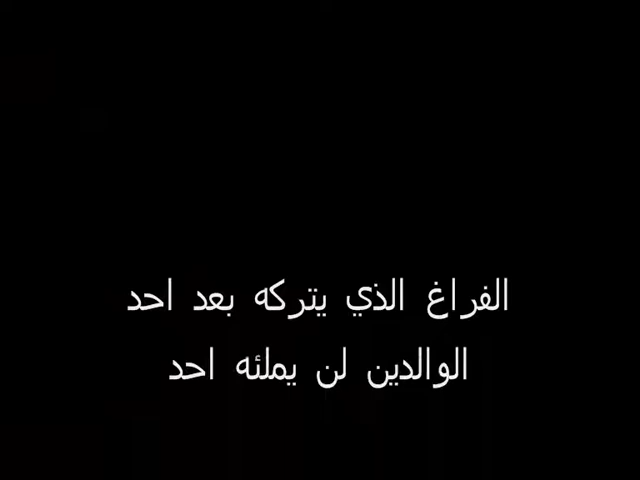 الفراغ الذي يتركه بعد احد
الوالدين لن يملئه احد